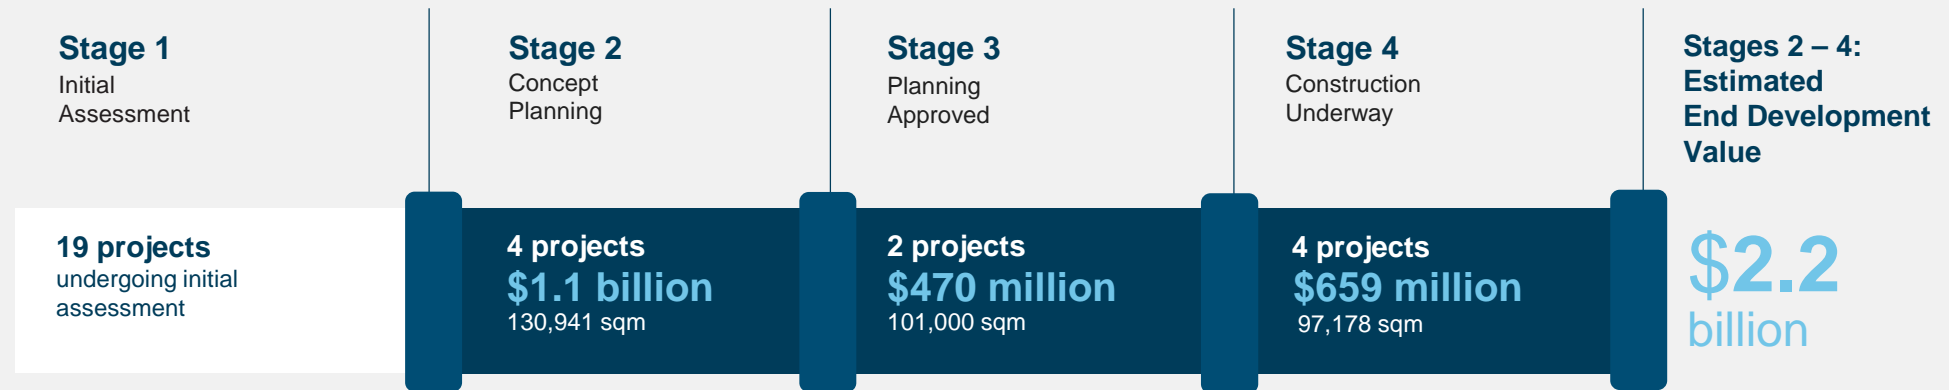 Stage 1
Initial
Assessment
19 projects
undergoing initial
assessment
Stage 2
Concept
Planning
4 projects
$1.1 billion
130,941 sqm
Stage 3
Planning
Approved
2 projects
$470 million
101,000 sqm
Stage 4
Construction
Underway
4 projects
$659 million
97,178 sqm
Stages 2 – 4:
Estimated
End Development
Value
$2.2
billion